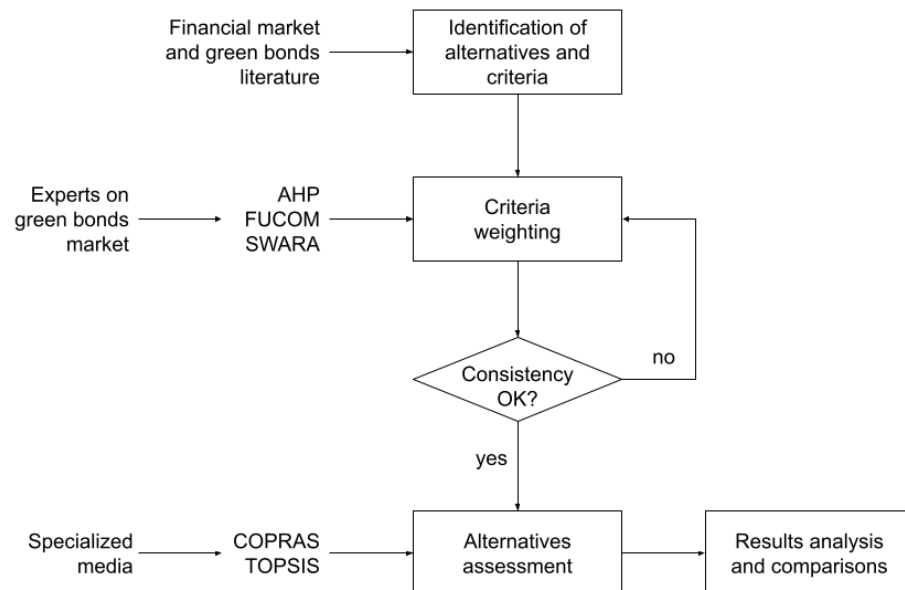 Financial market
and green bonds
literature
Identification of
alternatives and
criteria
Experts on
green bonds
market
AHP
FUCOM
SWARA
Criteria
weighting
Consistency
OK?
no
yes
Specialized
media
COPRAS
TOPSIS
Alternatives
assessment
Results analysis
and comparisons